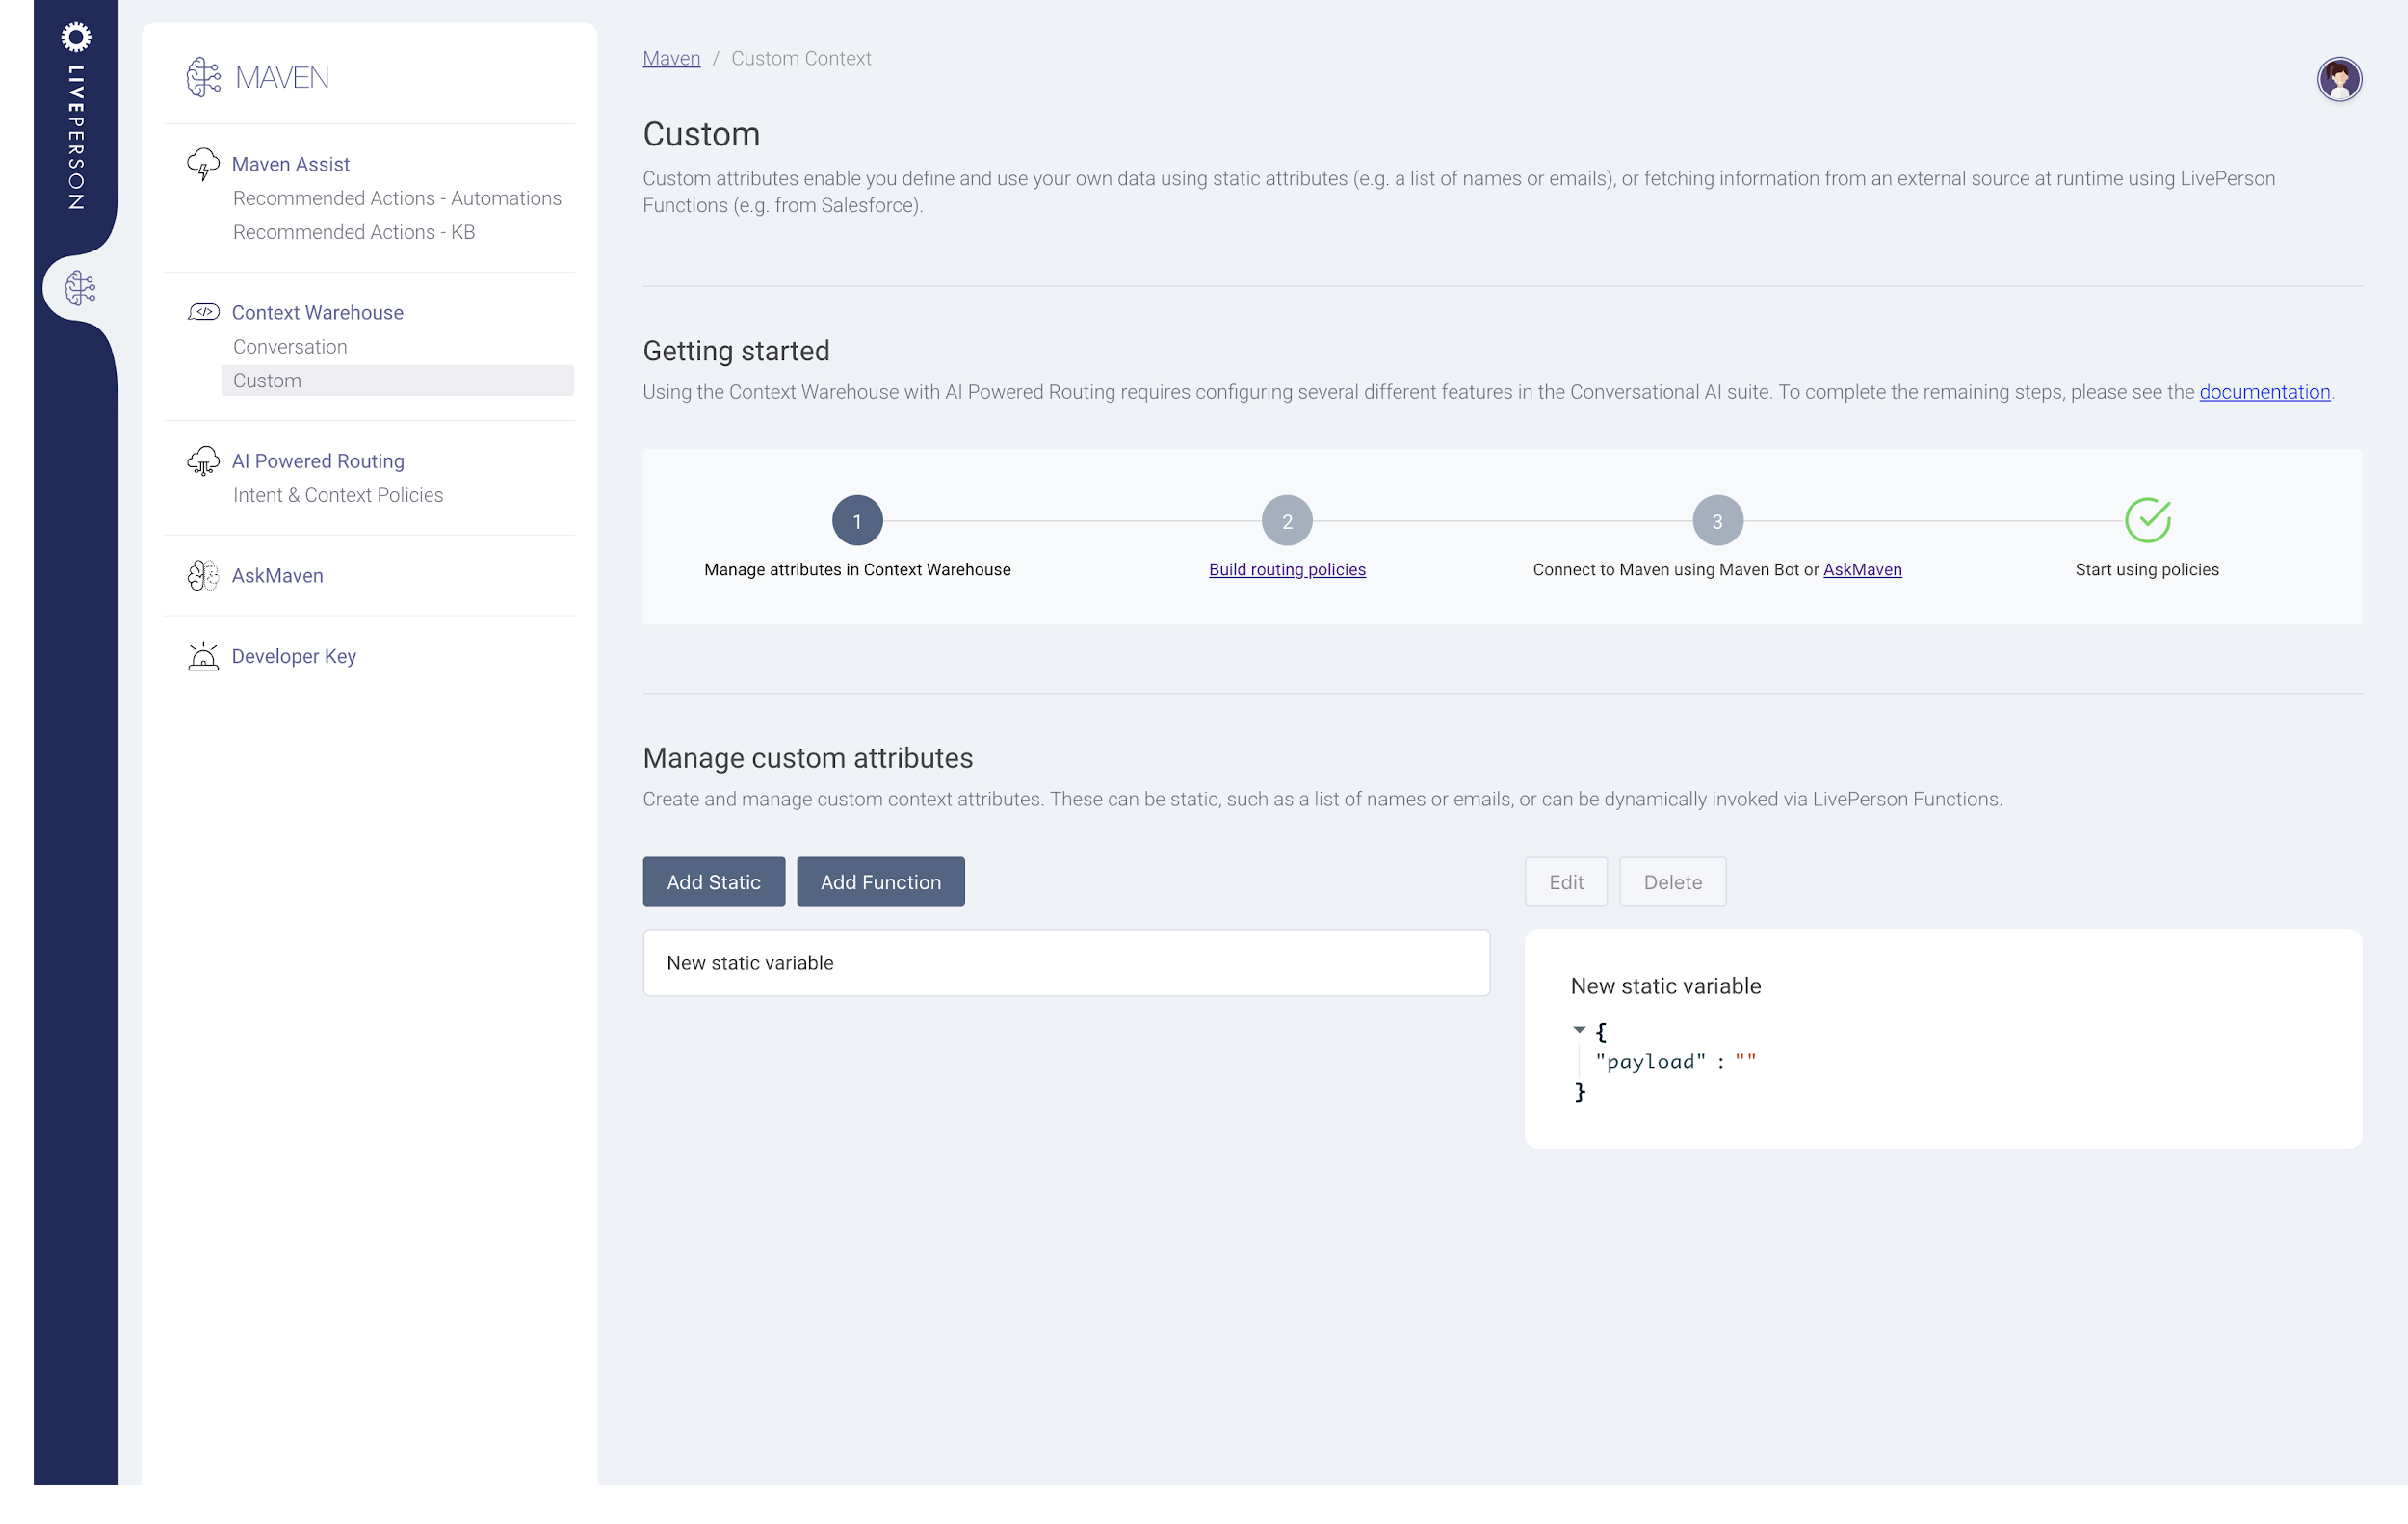 LIVEPERSON
MAVEN
Maven Assist
Recommended Actions - Automations
Recommended Actions - KB
Context Warehouse
Conversation
Custom
AI Powered Routing
Intent & Context Policies
AskMaven
Developer Key
Maven / Custom Context
Custom
Custom attributes enable you define and use your own data using static attributes (e.g. a list of names or emails), or fetching information from an external source at runtime using LivePerson
Functions (e.g. from Salesforce).
Getting started
Using the Context Warehouse with AI Powered Routing requires configuring several different features in the Conversational AI suite. To complete the remaining steps, please see the documentation.
1
2
3
Manage attributes in Context Warehouse
Build routing policies
Connect to Maven using Maven Bot or AskMaven
Start using policies
Manage custom attributes
Create and manage custom context attributes. These can be static, such as a list of names or emails, or can be dynamically invoked via LivePerson Functions.
Add Static
Add Function
Edit
Delete
New static variable
New static variable
{
"payload" : ""
}